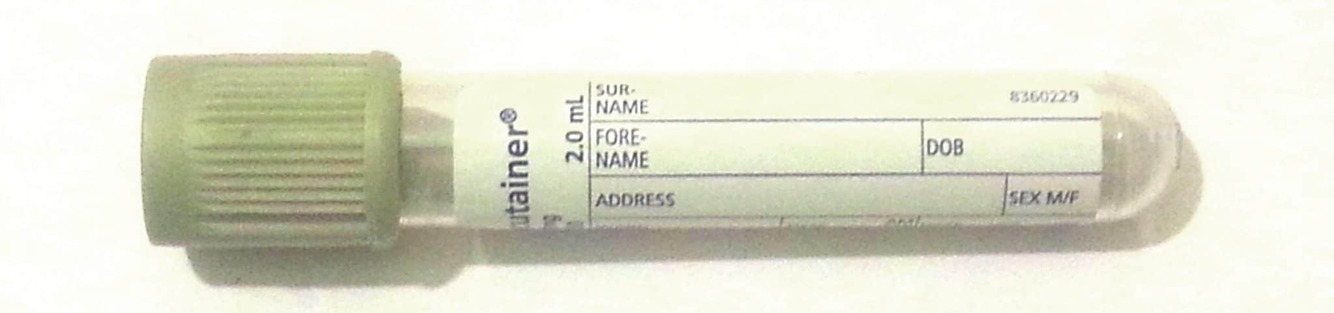 utainer®
2.0 mL
SUR-
NAME
8360229
FORE-
NAME
DOB
ADDRESS
SEX M/F